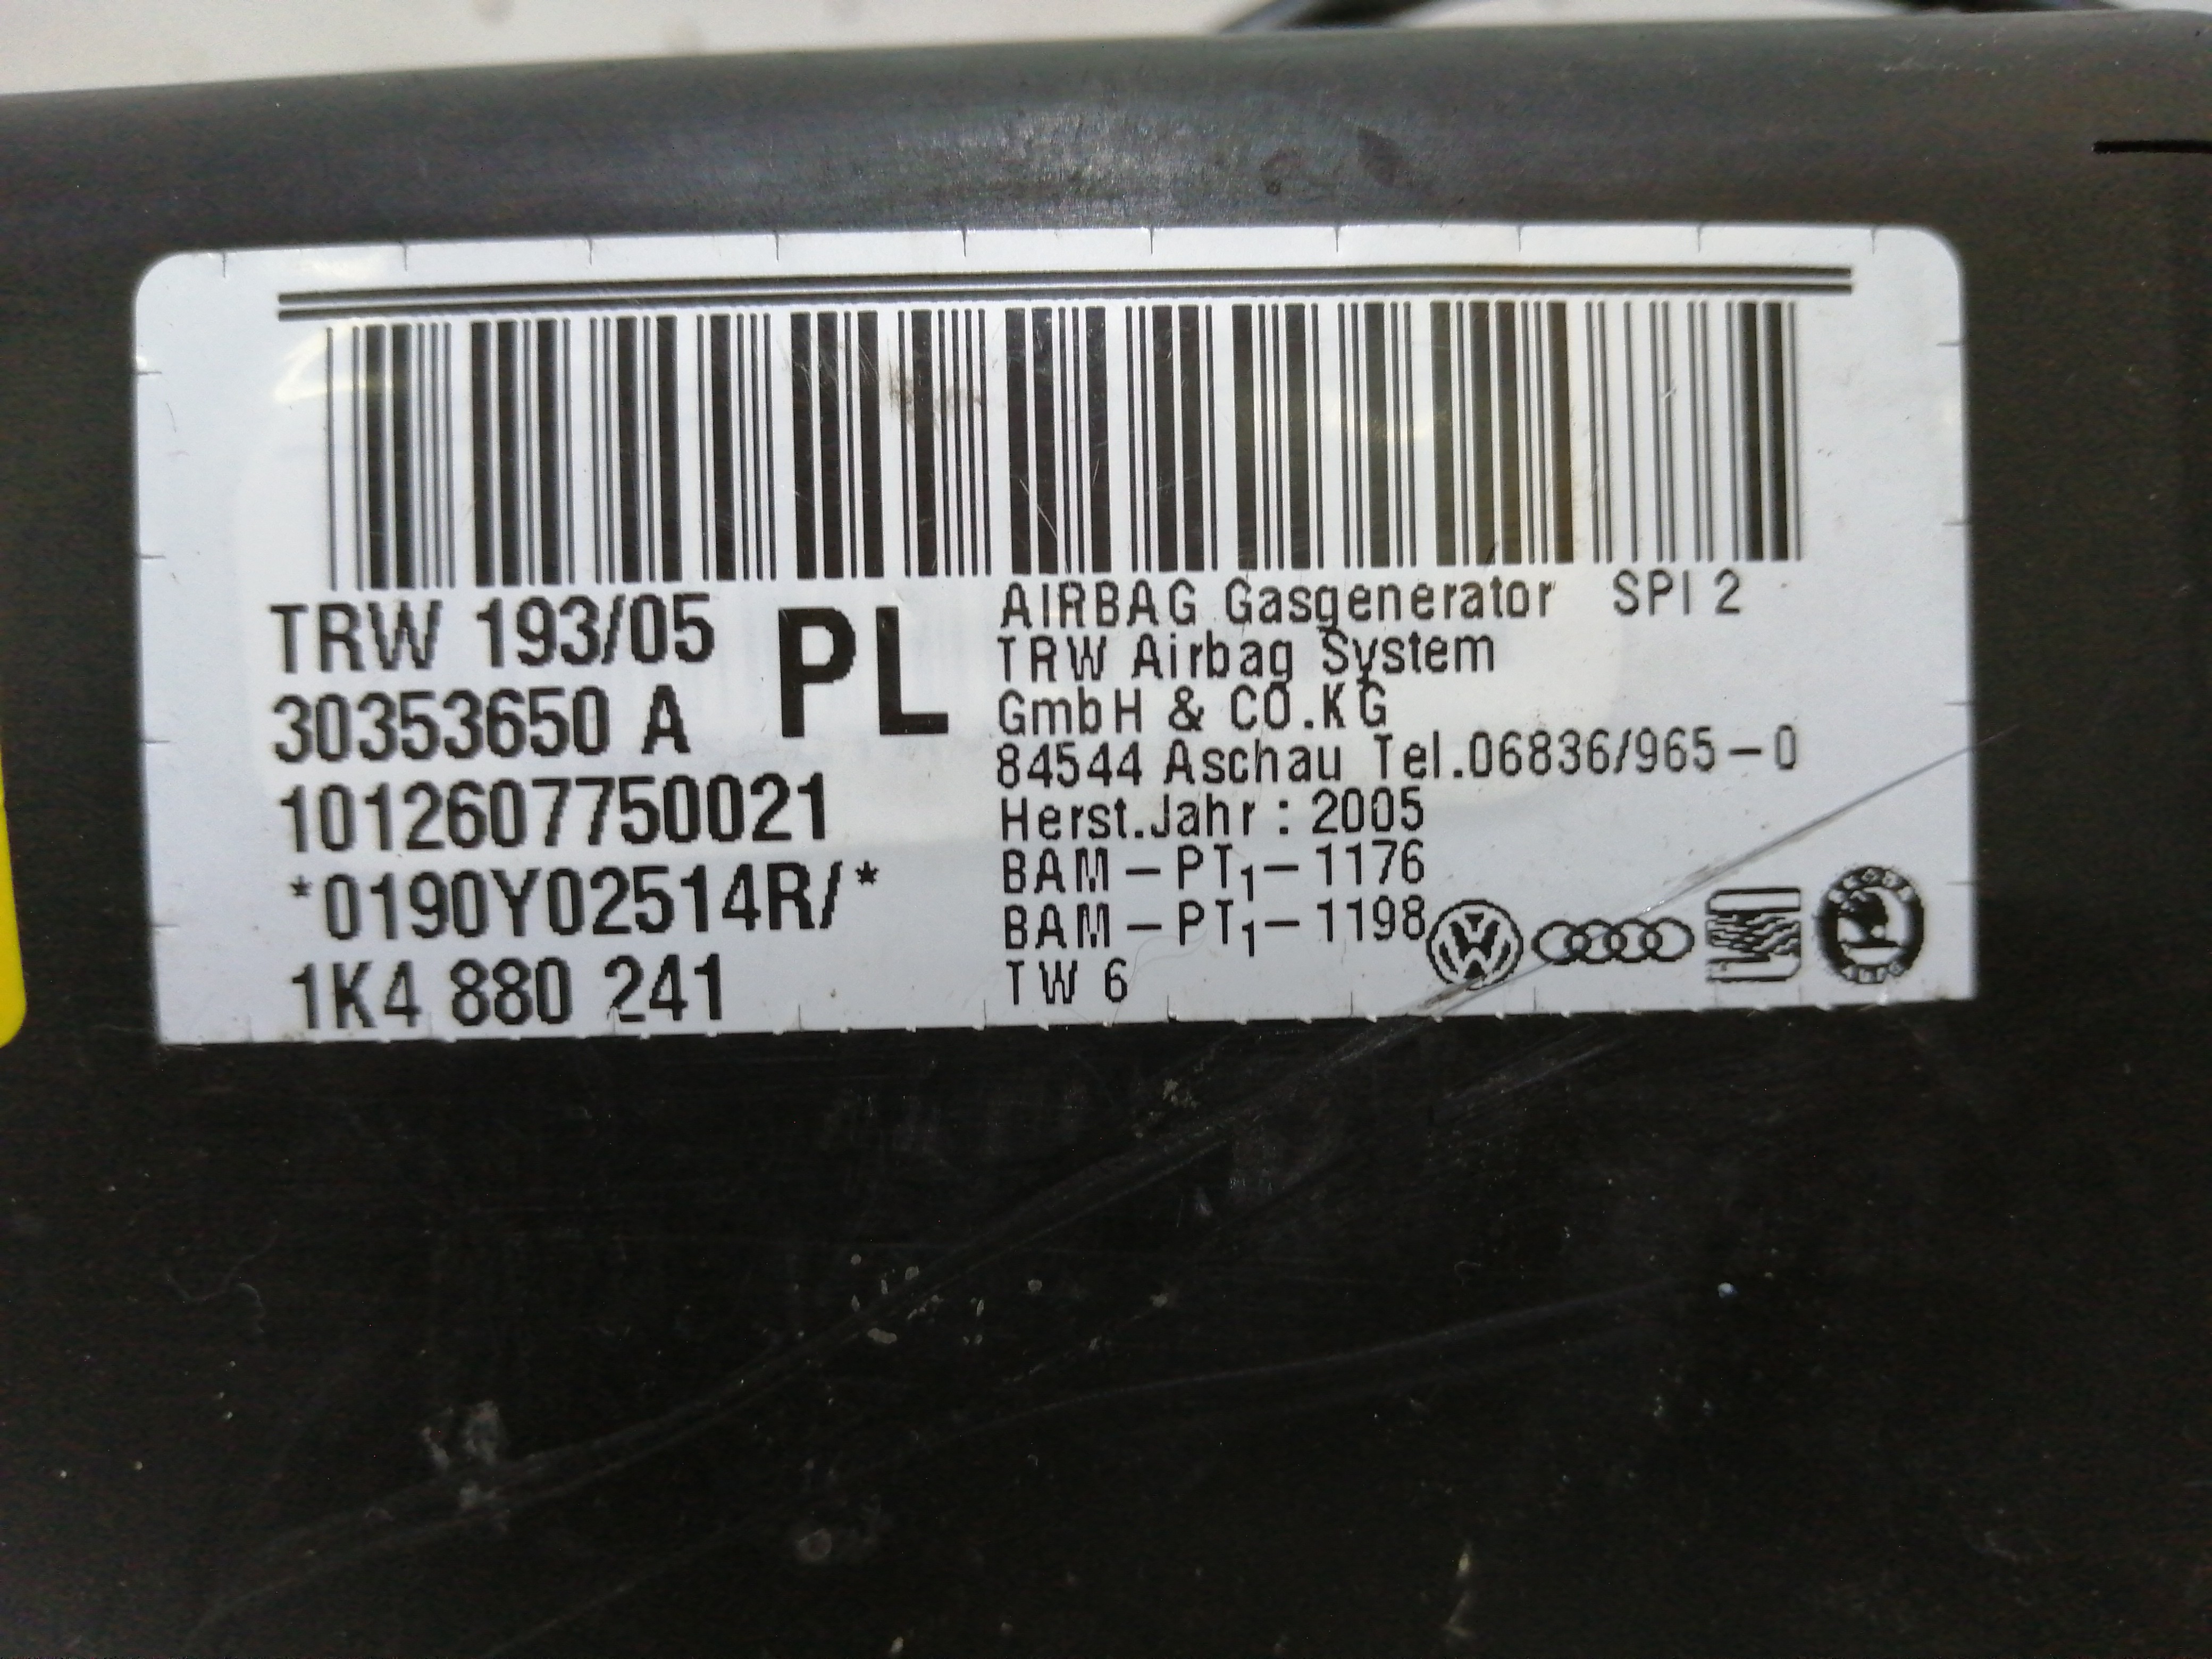 TRW 193/05
30353650 A
PL
1012607750021
*0190Y02514R/*
1K4 880 241
AIRBAG Gasgenerator SPI 2
TRW Airbag System
GmbH & CO.KG
84544 Aschau Tel.06836/965-0
Herst.Jahr: 2005
BAM-PT1-1176
BAM-PT1-1198
TW 6